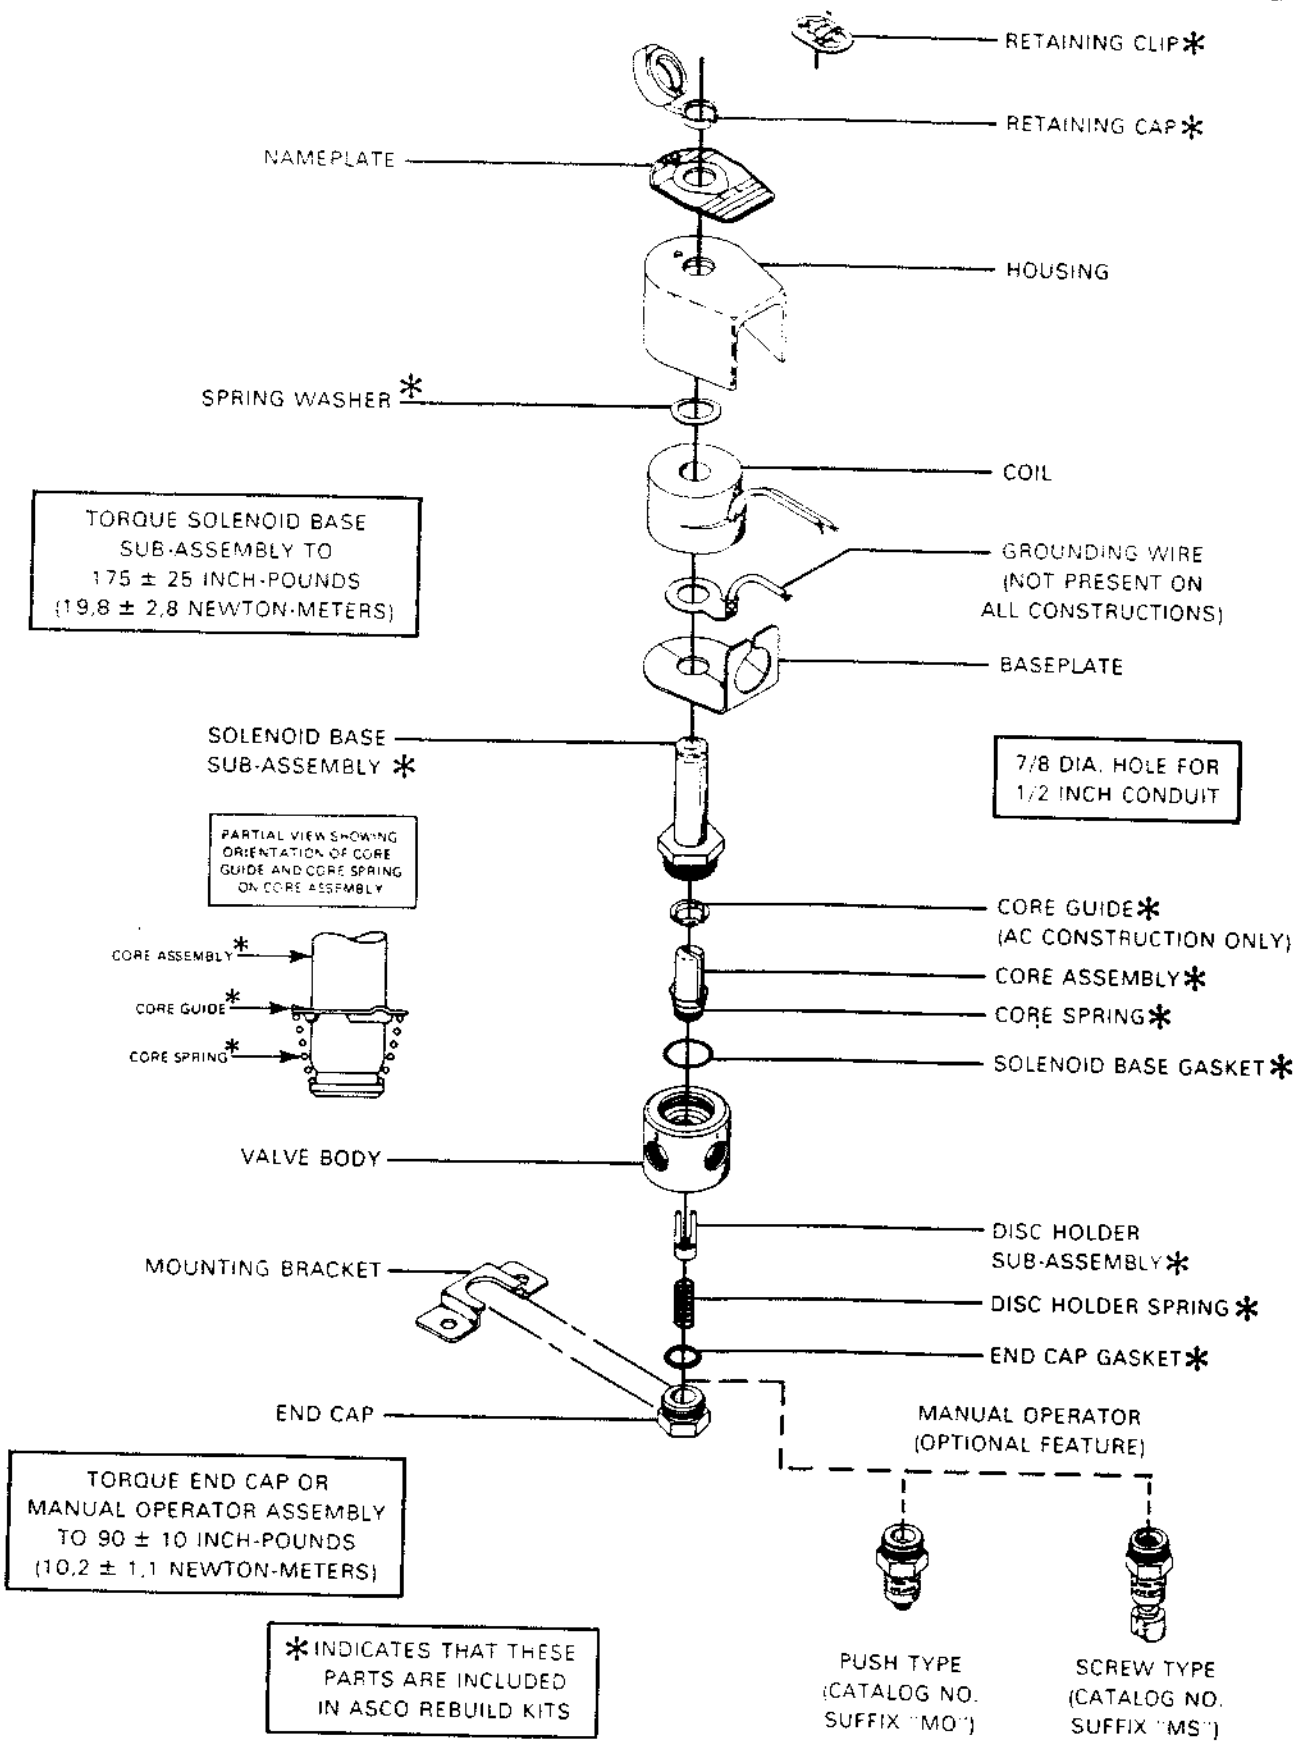 RETAINING CLIP*
RETAINING CAP*
NAMEPLATE
HOUSING
SPRING WASHER*
COIL
TORQUE SOLENOID BASE
SUB-ASSEMBLY TO
175 ± 25 INCH-POUNDS
(19,8 ± 2,8 NEWTON-METERS)
GROUNDING WIRE
(NOT PRESENT ON
ALL CONSTRUCTIONS)
BASEPLATE
SOLENOID BASE
SUB-ASSEMBLY *
7/8 DIA. HOLE FOR
1/2 INCH CONDUIT
PARTIAL VIEW SHOWING
ORIENTATION OF CORE
GUIDE AND CORE SPRING
ON CORE ASSEMBLY
CORE GUIDE*
(AC CONSTRUCTION ONLY)
CORE ASSEMBLY*
CORE GUIDE*
CORE SPRING*
CORE ASSEMBLY*
CORE SPRING*
SOLENOID BASE GASKET*
VALVE BODY
DISC HOLDER
SUB-ASSEMBLY*
MOUNTING BRACKET
DISC HOLDER SPRING*
END CAP GASKET*
END CAP
MANUAL OPERATOR
(OPTIONAL FEATURE)
TORQUE END CAP OR
MANUAL OPERATOR ASSEMBLY
TO 90 ± 10 INCH-POUNDS
(10,2 ± 1,1 NEWTON-METERS)
*INDICATES THAT THESE
PARTS ARE INCLUDED
IN ASCO REBUILD KITS
PUSH TYPE
(CATALOG NO.
SUFFIX "MO")
SCREW TYPE
(CATALOG NO.
SUFFIX "MS")